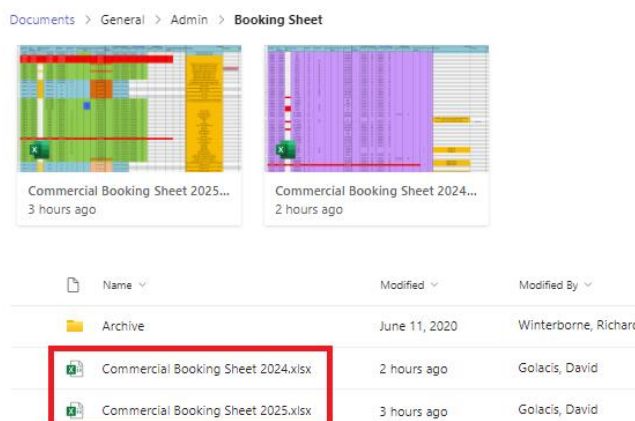 Documents > General > Admin > Booking Sheet
Commercial Booking Sheet 2025...
3 hours ago
Commercial Booking Sheet 2024...
2 hours ago
Name Modified Modified By
Archive June 11, 2020 Winterborne, Richard
Commercial Booking Sheet 2024.xlsx 2 hours ago Golacis, David
Commercial Booking Sheet 2025.xlsx 3 hours ago Golacis, David